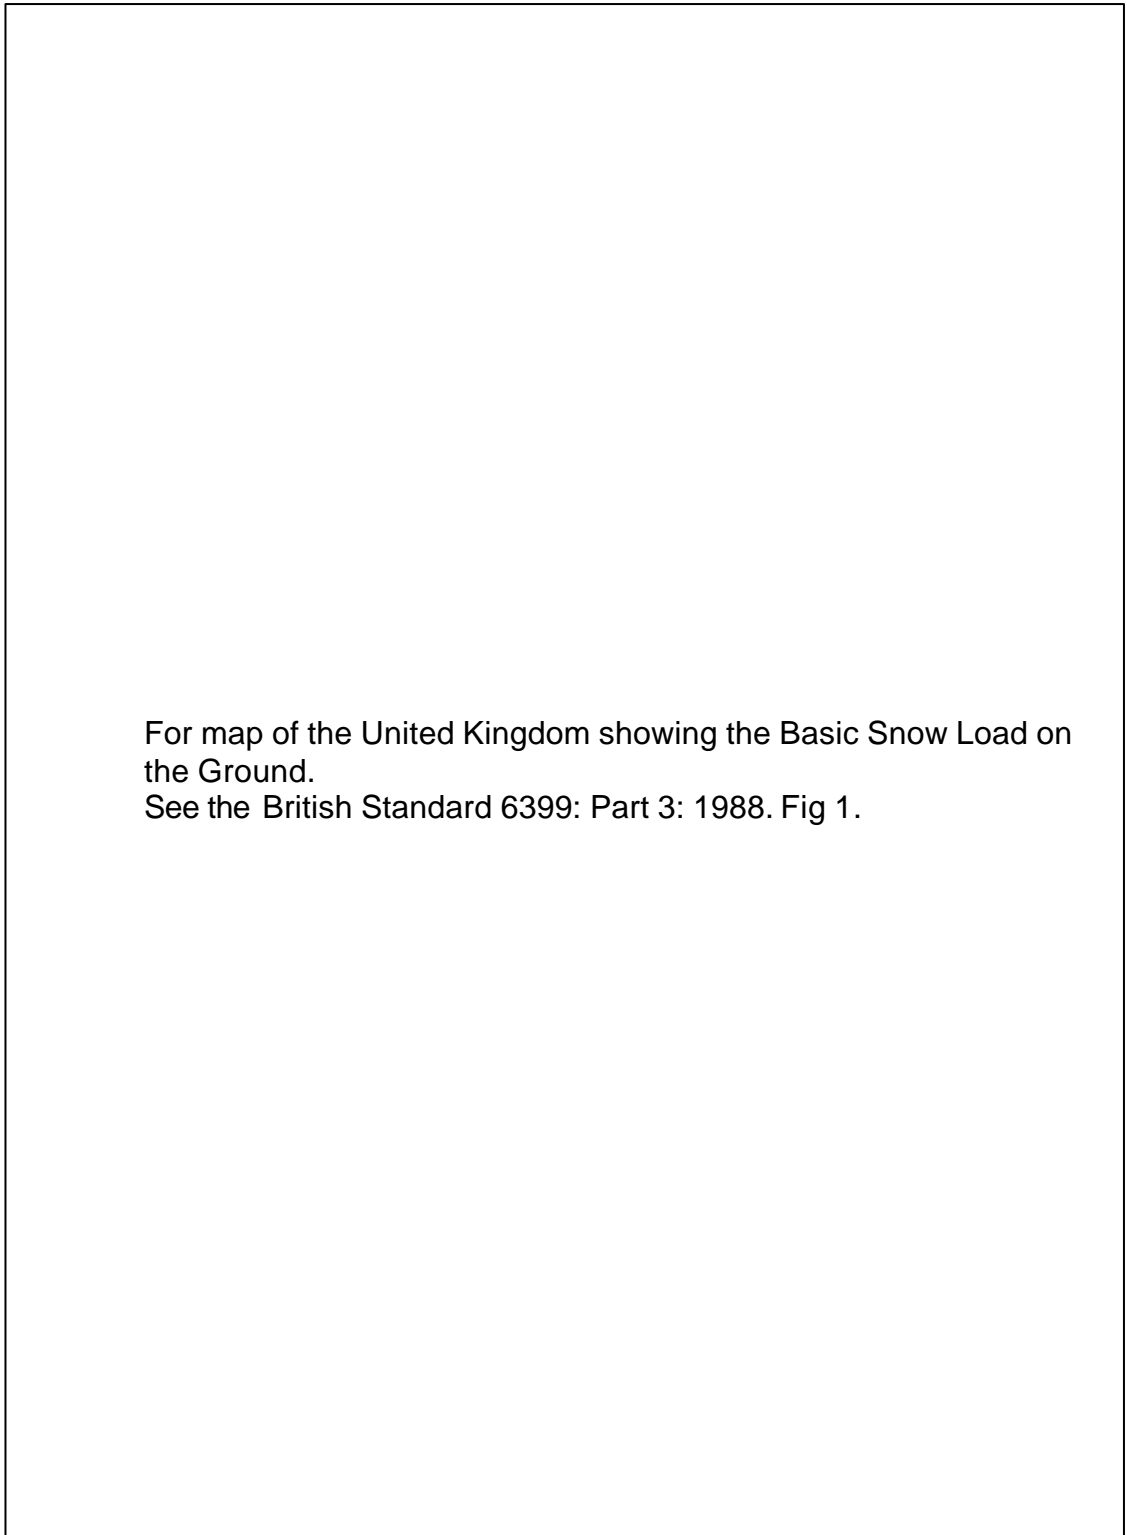 For map of the United Kingdom showing the Basic Snow Load on
the Ground.
See the British Standard 6399: Part 3: 1988. Fig 1.